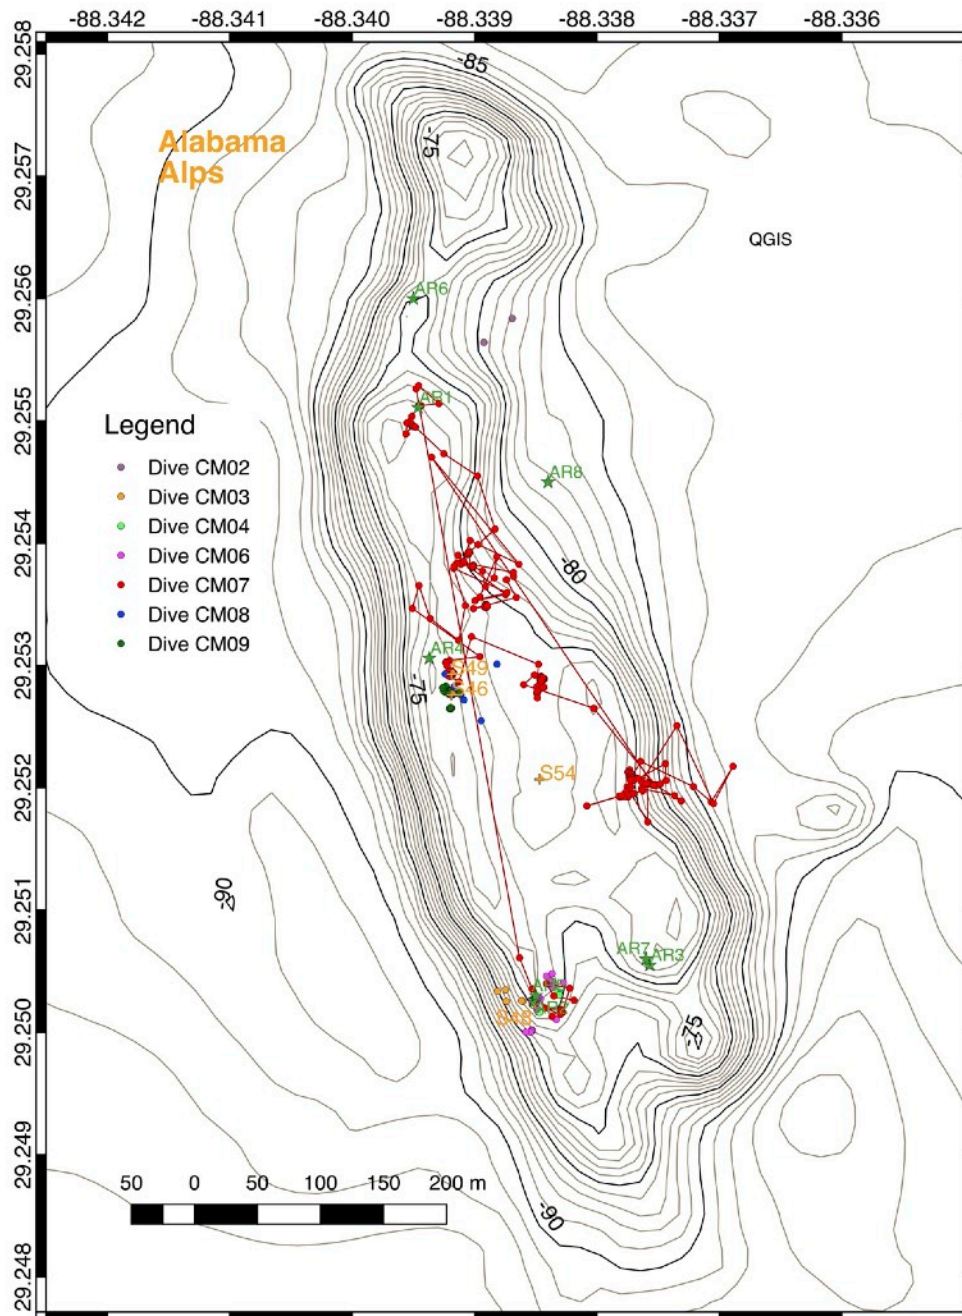 -88.342 -88.341 -88.340 -88.339 -88.338 -88.337 -88.336
29.258
-85
Alabama
Alps
-75
29.257
QGIS
AR6
29.256
AR1
29.255
Legend
Dive CM02
Dive CM03
Dive CM04
Dive CM06
Dive CM07
Dive CM08
Dive CM09
AR8
29.254
-80
29.253
AR4
S49
S46
-75
S54
29.252
-90
29.251
AR7
AR3
S48
29.250
-75
29.249
50 0 50 100 150 200 m
-90
29.248